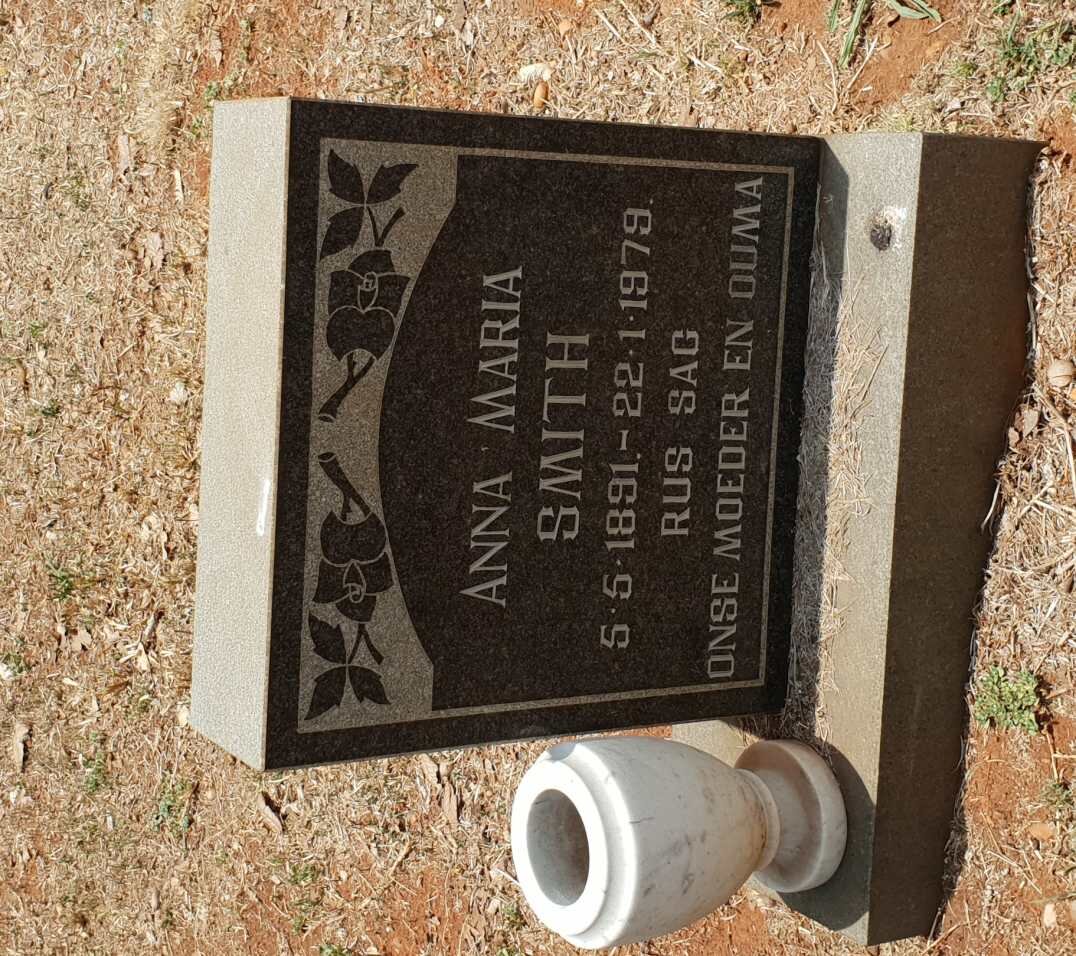 ANNA MARIA
SMITH
5·5·1891.-22·1·1979.
RUS SAG
ONSE MOEDER EN OUMA